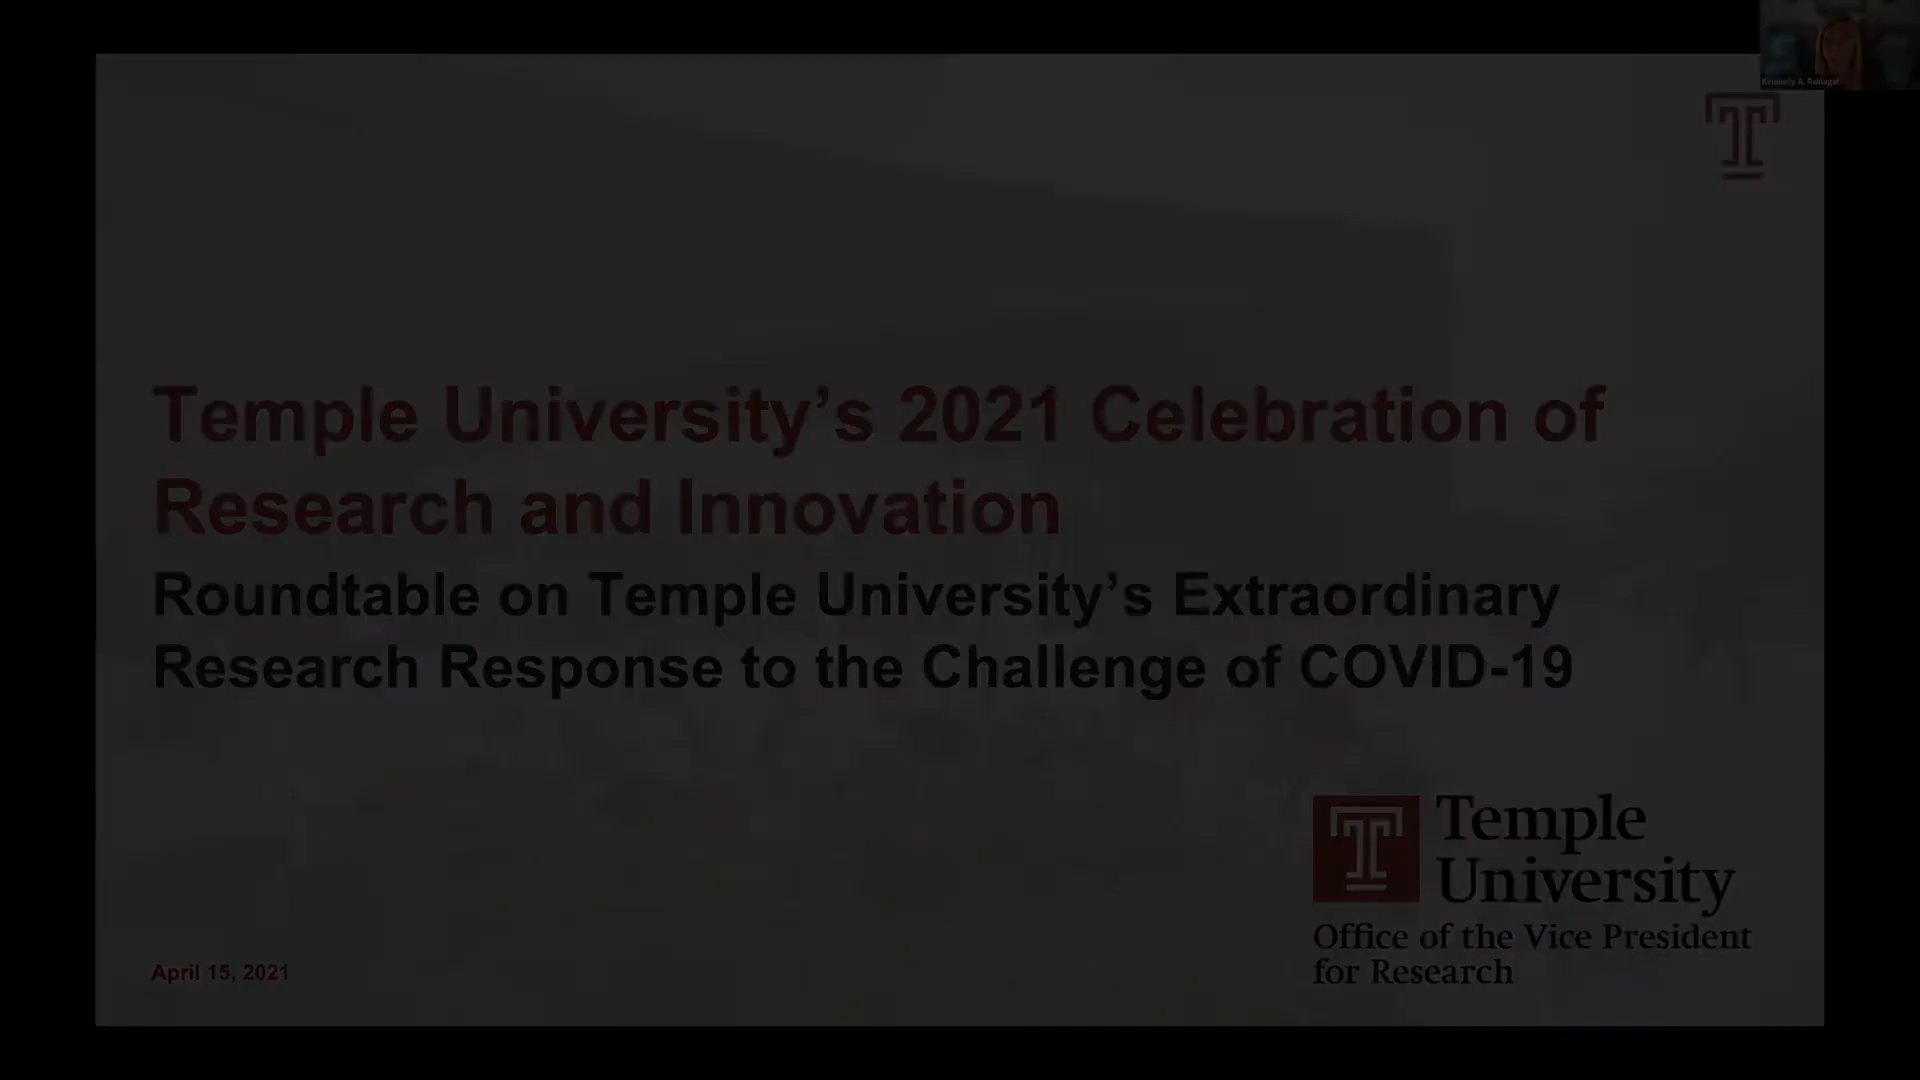 Kimberly A.
Temple University’s 2021 Celebration of
Research and Innovation
Roundtable on Temple University’s Extraordinary
Research Response to the Challenge of COVID-19
Temple
University
Office of the Vice President
for Research
April 15, 2021